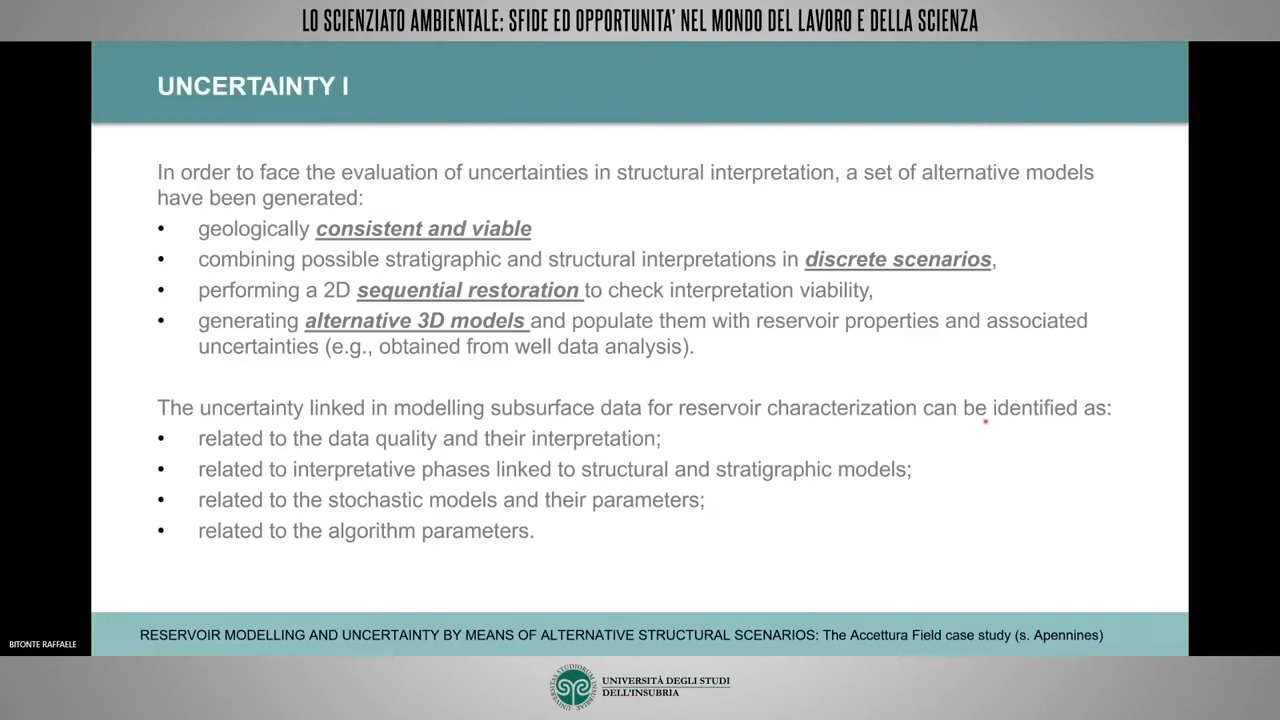 LO SCIENZIATO AMBIENTALE: SFIDE ED OPPORTUNITA' NEL MONDO DEL LAVORO E DELLA SCIENZA
UNCERTAINTY I
In order to face the evaluation of uncertainties in structural interpretation, a set of alternative models
have been generated:
• geologically consistent and viable
• combining possible stratigraphic and structural interpretations in discrete scenarios,
• performing a 2D sequential restoration to check interpretation viability,
• generating alternative 3D models and populate them with reservoir properties and associated
uncertainties (e.g., obtained from well data analysis).
The uncertainty linked in modelling subsurface data for reservoir characterization can be identified as:
• related to the data quality and their interpretation;
• related to interpretative phases linked to structural and stratigraphic models;
• related to the stochastic models and their parameters;
• related to the algorithm parameters.
RESERVOIR MODELLING AND UNCERTAINTY BY MEANS OF ALTERNATIVE STRUCTURAL SCENARIOS: The Accettura Field case study (s. Apennines)
BITONTE RAFFAELE
UNIVERSITÀ DEGLI STUDI
DELL'INSUBRIA